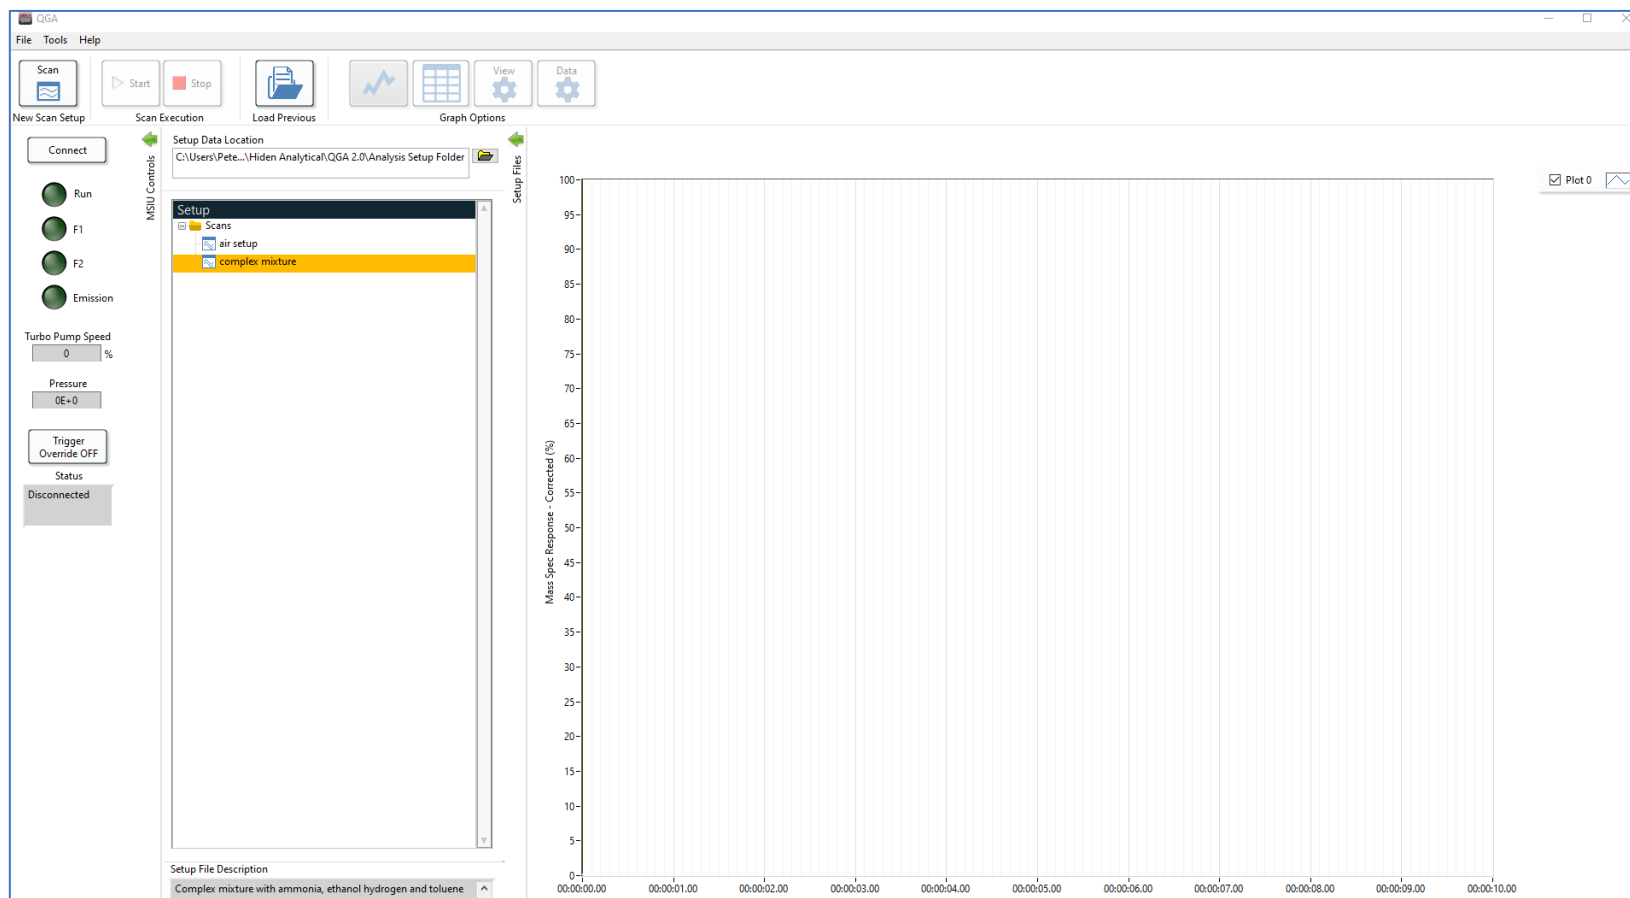 QGA
File Tools Help
Scan
Start
Stop
View
Data
New Scan Setup
Scan Execution
Load Previous
Graph Options
Connect
Run
F1
F2
Emission
Turbo Pump Speed
0 %
Pressure
0E+0
Trigger
Override OFF
Status
Disconnected
MSIU Controls
Setup Data Location
C:\Users\Pete...\Hiden Analytical\QGA 2.0\Analysis Setup Folder
Setup
Scans
air setup
complex mixture
Setup File Description
Complex mixture with ammonia, ethanol hydrogen and toluene
Setup Files
Mass Spec Response - Corrected (%)
100
95
90
85
80
75
70
65
60
55
50
45
40
35
30
25
20
15
10
5
0
00:00:00.00 00:00:01.00 00:00:02.00 00:00:03.00 00:00:04.00 00:00:05.00 00:00:06.00 00:00:07.00 00:00:08.00 00:00:09.00 00:00:10.00
Plot 0